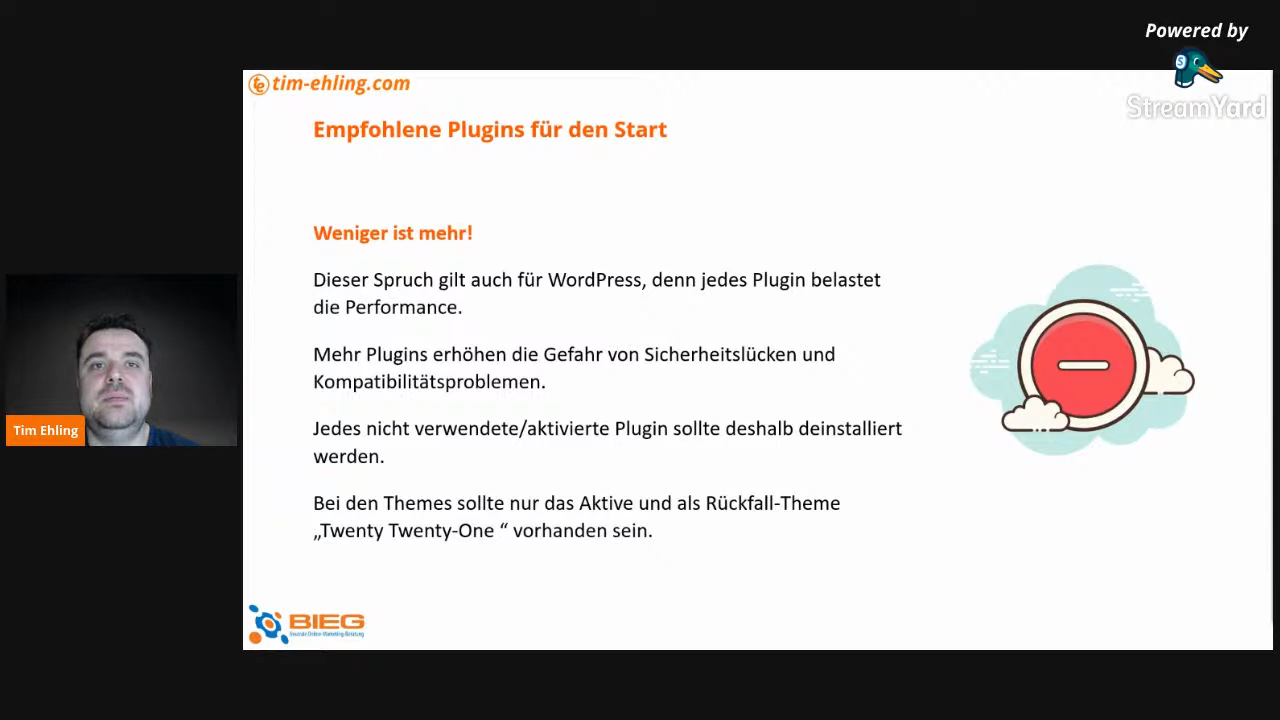 Powered by
StreamYard
tim-ehling.com
Empfohlene Plugins für den Start
Weniger ist mehr!
Dieser Spruch gilt auch für WordPress, denn jedes Plugin belastet
die Performance.
Mehr Plugins erhöhen die Gefahr von Sicherheitslücken und
Kompatibilitätsproblemen.
Jedes nicht verwendete/aktivierte Plugin sollte deshalb deinstalliert
werden.
Bei den Themes sollte nur das Aktive und als Rückfall-Theme
„Twenty Twenty-One “ vorhanden sein.
Tim Ehling
BIEG
Online-Marketing-Beratung